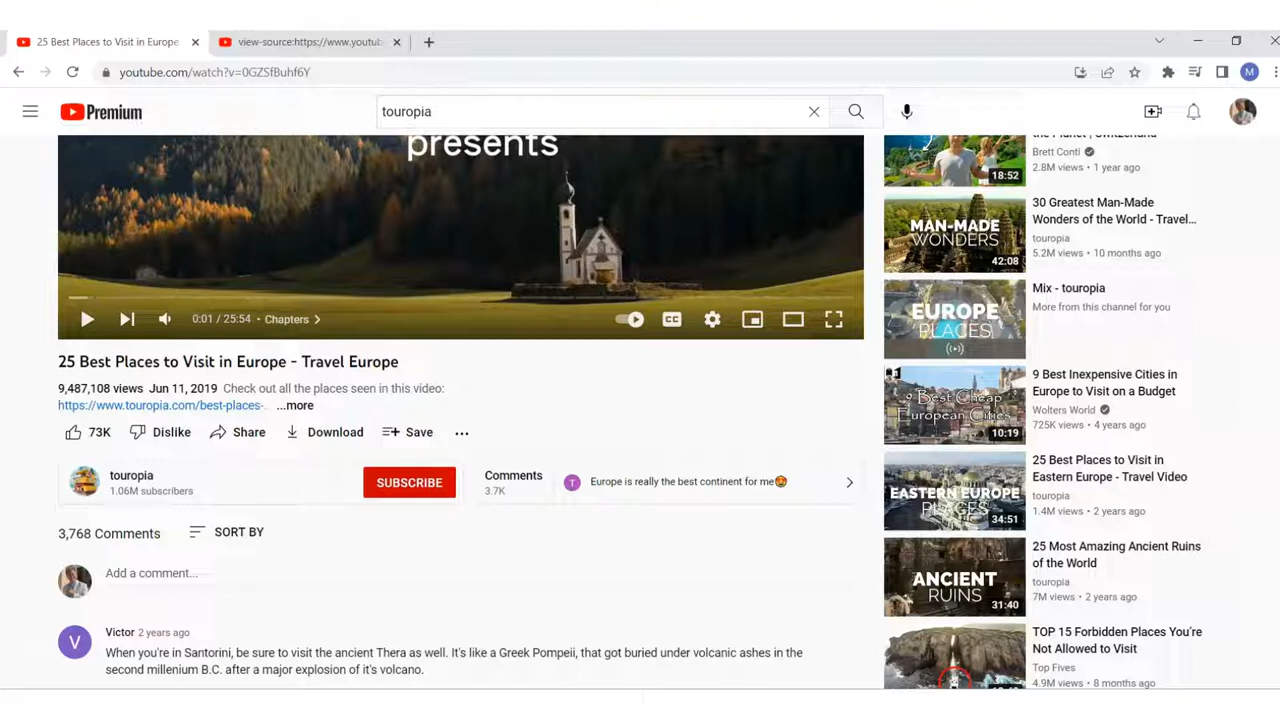 25 Best Places to Visit in Europe
view-source:https://www.youtub
youtube.com/watch?v=0GZSfBuhf6Y
M
Premium
touropia
presents
0:01 / 25:54 • Chapters
CC
25 Best Places to Visit in Europe - Travel Europe
9,487,108 views Jun 11, 2019 Check out all the places seen in this video:
https://www.touropia.com/best-places-... ...more
73K Dislike Share Download Save ...
touropia
1.06M subscribers
SUBSCRIBE
Comments
3.7K
T Europe is really the best continent for me😍
3,768 Comments SORT BY
Add a comment...
Victor 2 years ago
V
When you're in Santorini, be sure to visit the ancient Thera as well. It's like a Greek Pompeii, that got buried under volcanic ashes in the
second millenium B.C. after a major explosion of it's volcano.
the Planet | Switzerland
Brett Conti
2.8M views • 1 year ago
18:52
30 Greatest Man-Made
Wonders of the World - Travel...
touropia
5.2M views • 10 months ago
MAN-MADE
WONDERS
42:08
Mix - touropia
More from this channel for you
EUROPE
PLACES
9 Best Inexpensive Cities in
Europe to Visit on a Budget
Wolters World
725K views • 4 years ago
#1
9 Best Cheap
European Cities
10:19
25 Best Places to Visit in
Eastern Europe - Travel Video
touropia
1.4M views • 2 years ago
EASTERN EUROPE
PLACES
34:51
25 Most Amazing Ancient Ruins
of the World
touropia
7M views • 2 years ago
ANCIENT
RUINS
31:40
TOP 15 Forbidden Places You're
Not Allowed to Visit
Top Fives
4.9M views • 8 months ago